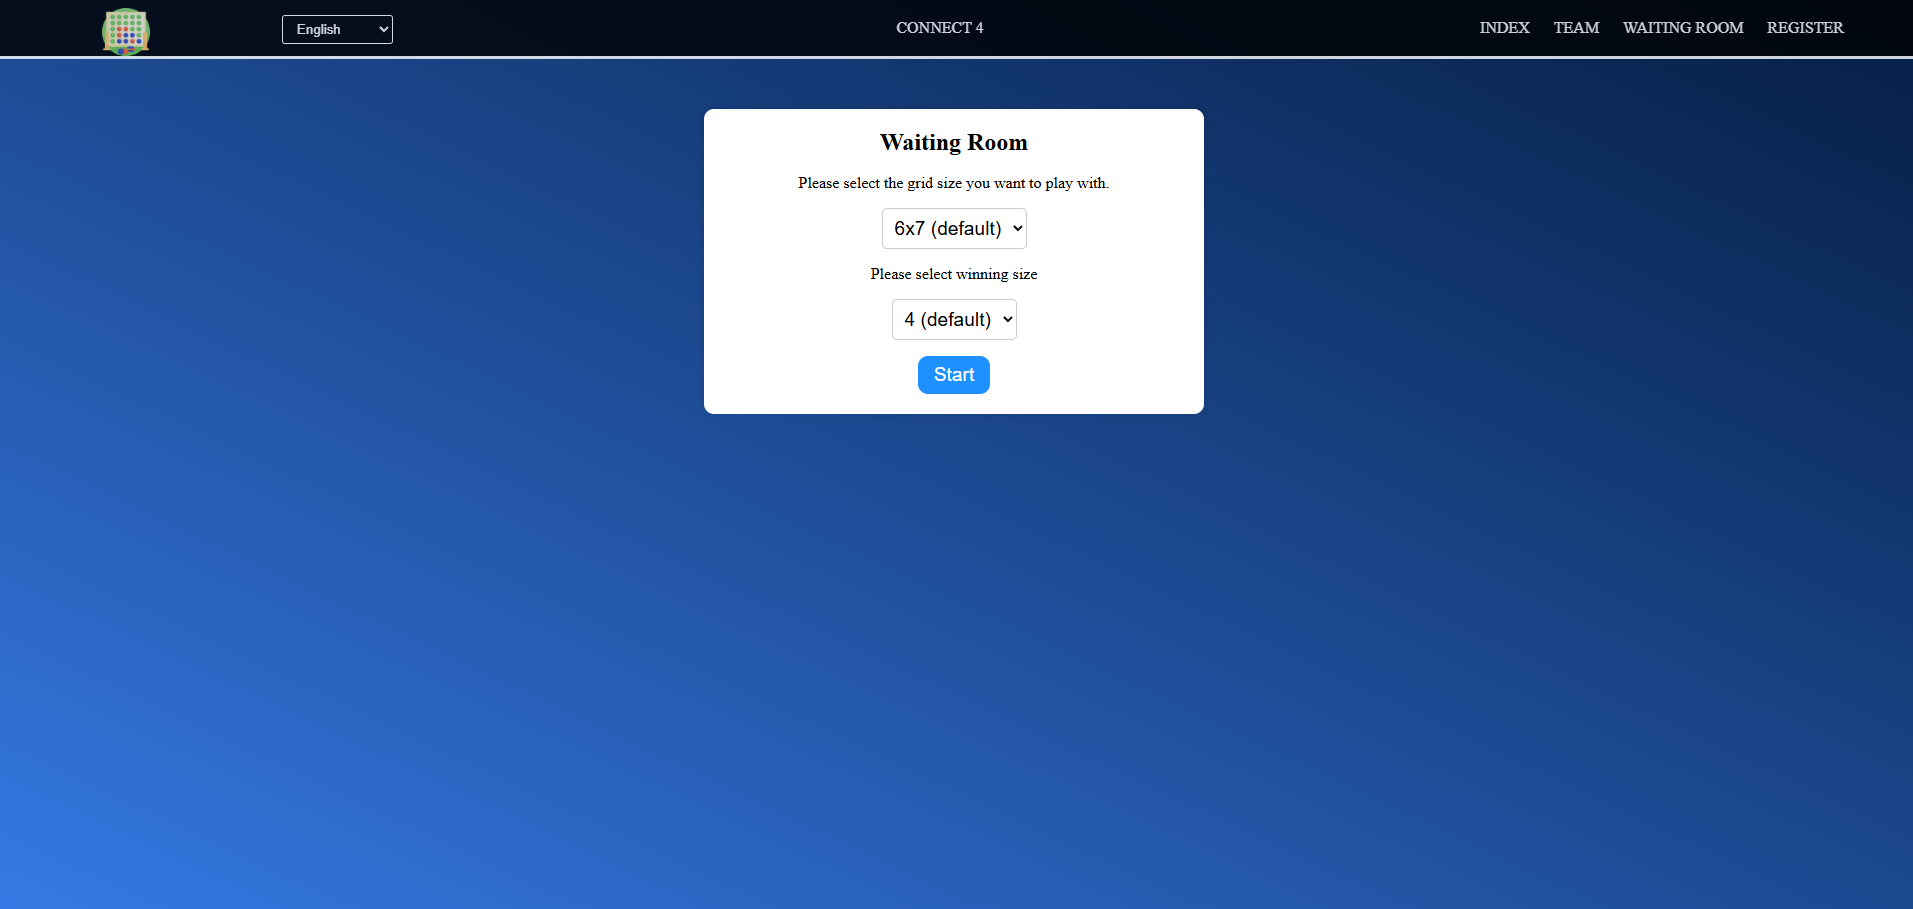 English
CONNECT 4
INDEX TEAM WAITING ROOM REGISTER
Waiting Room
Please select the grid size you want to play with.
6x7 (default)
Please select winning size
4 (default)
Start